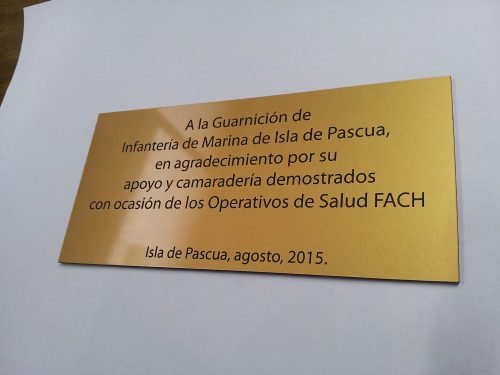 A la Guarnición de
Infantería de Marina de Isla de Pascua,
en agradecimiento por su
apoyo y camaradería demostrados
con ocasión de los Operativos de Salud FACH
Isla de Pascua, agosto, 2015.